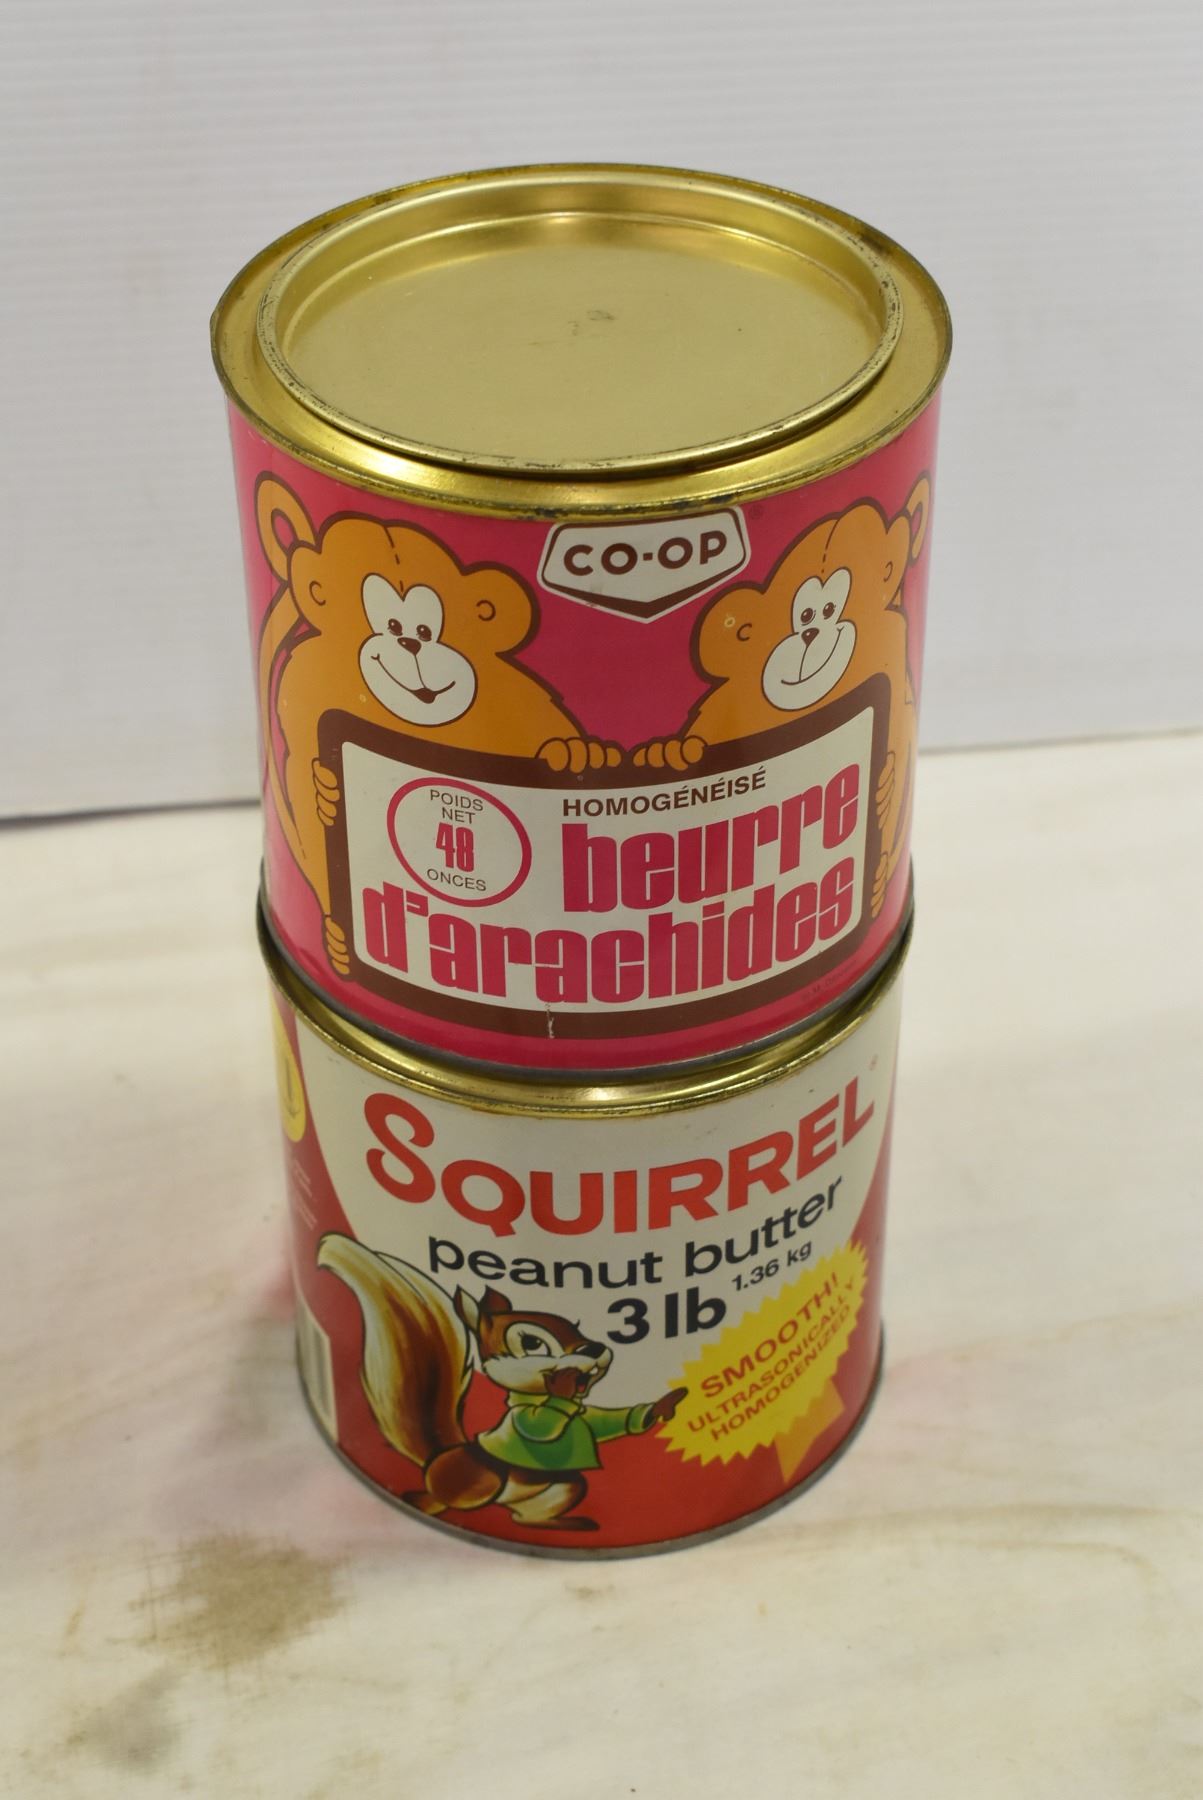 CO-OP
®
POIDS
NET
48
ONCES
HOMOGÉNÉISÉ
beurre
d'arachides
SQUIRREL
peanut butter
3 lb 1.36 kg
SMOOTH!
ULTRASONICALLY
HOMOGENIZED